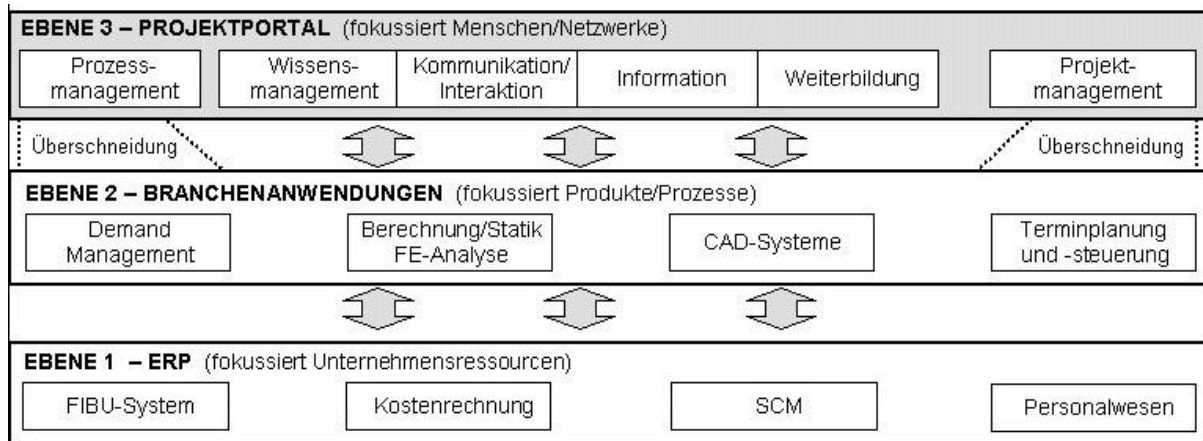 EBENE 3 – PROJEKTPORTAL (fokussiert Menschen/Netzwerke)
Prozess-
management
Wissens-
management
Kommunikation/
Interaktion
Information
Weiterbildung
Projekt-
management
Überschneidung
Überschneidung
EBENE 2 – BRANCHENANWENDUNGEN (fokussiert Produkte/Prozesse)
Demand
Management
Berechnung/Statik
FE-Analyse
CAD-Systeme
Terminplanung
und -steuerung
EBENE 1 – ERP (fokussiert Unternehmensressourcen)
FIBU-System
Kostenrechnung
SCM
Personalwesen